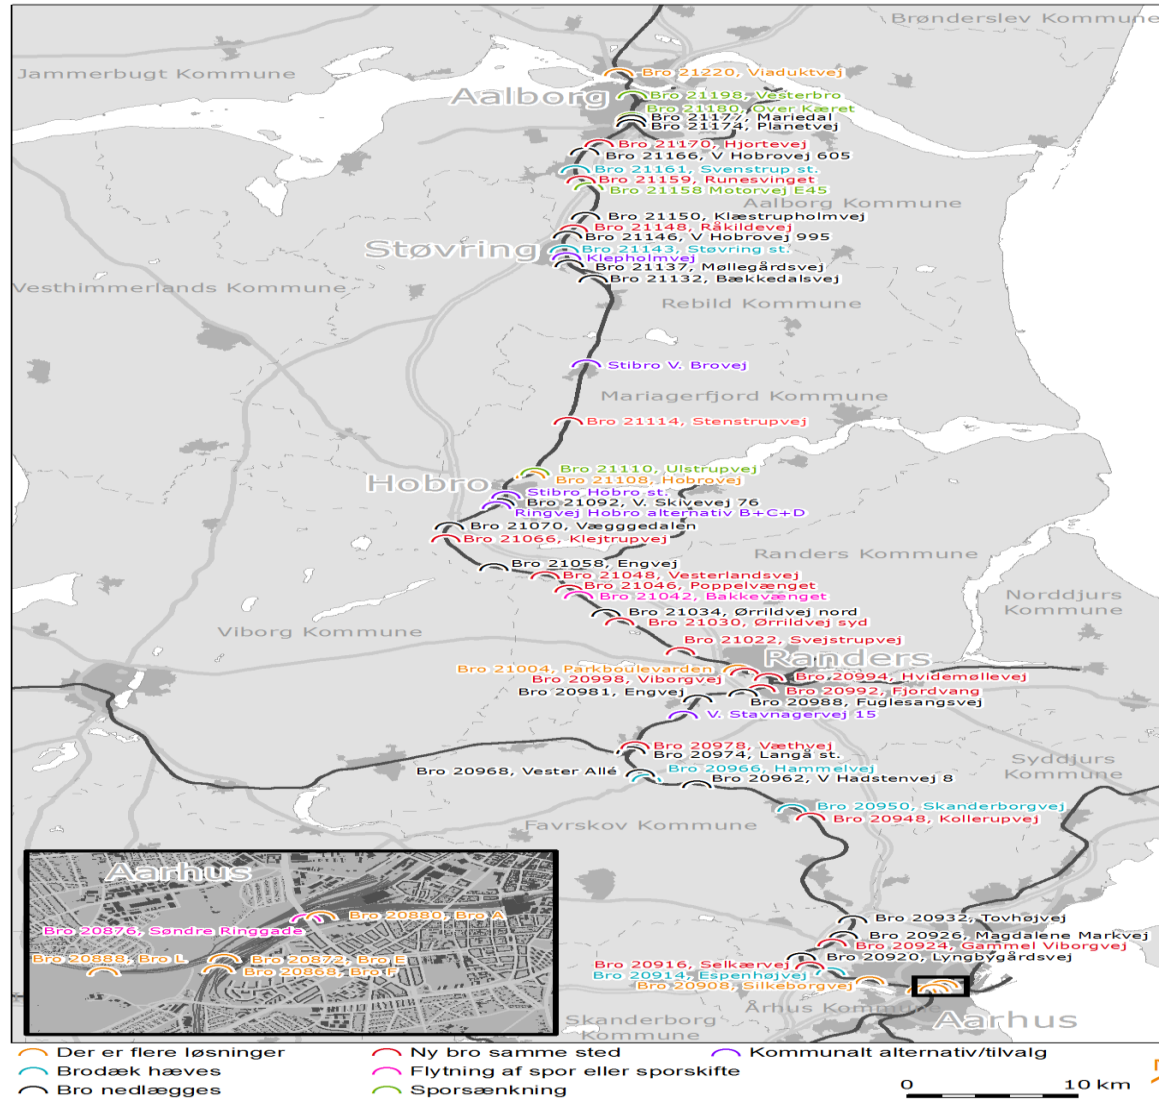 Brønderslev Kommune
Jammerbugt Kommune
Bro 21220, Viaduktvej
Aalborg
Bro 21198, Vesterbro
Bro 21180, Over Kæret
Bro 21177, Mariedal
Bro 21174, Planetvej
Bro 21170, Hjortevej
Bro 21166, V Hobrovej 605
Bro 21161, Svenstrup st.
Bro 21159, Runesvinget
Bro 21158 Motorvej E45
Aalborg Kommune
Bro 21150, Klæstrupholmvej
Bro 21148, Råkildevej
Bro 21146, V Hobrovej 995
Støvring
Bro 21143, Støvring st.
Klepholmvej
Bro 21137, Møllegårdsvej
Bro 21132, Bækkedalsvej
Vesthimmerlands Kommune
Rebild Kommune
Stibro V. Brovej
Mariagerfjord Kommune
Bro 21114, Stenstrupvej
Bro 21110, Ulstrupvej
Bro 21108, Hobrovej
Hobro
Stibro Hobro st.
Bro 21092, V. Skivevej 76
Ringvej Hobro alternativ B+C+D
Bro 21070, Vægggedalen
Bro 21066, Klejtrupvej
Randers Kommune
Bro 21058, Engvej
Bro 21048, Vesterlandsvej
Bro 21046, Poppelvænget
Bro 21042, Bakkevænget
Norddjurs
Kommune
Bro 21034, Ørrildvej nord
Bro 21030, Ørrildvej syd
Viborg Kommune
Bro 21022, Svejstrupvej
Randers
Bro 21004, Parkboulevarden
Bro 20998, Viborgvej
Bro 20994, Hvidemøllevej
Bro 20992, Fjordvang
Bro 20981, Engvej
Bro 20988, Fuglesangsvej
V. Stavnagervej 15
Bro 20978, Væthvej
Bro 20974, Langå st.
Syddjurs
Kommune
Bro 20968, Vester Allé
Bro 20966, Hammelvej
Bro 20962, V Hadstenvej 8
Bro 20950, Skanderborgvej
Bro 20948, Kollerupvej
Favrskov Kommune
Aarhus
Bro 20880, Bro A
Bro 20876, Søndre Ringgade
Bro 20888, Bro L
Bro 20872, Bro E
Bro 20868, Bro F
Bro 20932, Tovhøjvej
Bro 20926, Magdalene Markvej
Bro 20924, Gammel Viborgvej
Bro 20920, Lyngbygårdsvej
Bro 20916, Selkærvej
Bro 20914, Espenhøjvej
Bro 20908, Silkeborgvej
Århus Kommune
Aarhus
Skanderborg
Kommune
Der er flere løsninger
Ny bro samme sted
Kommunalt alternativ/tilvalg
Brodæk hæves
Flytning af spor eller sporskifte
Bro nedlægges
Sporsænkning
0 10 km